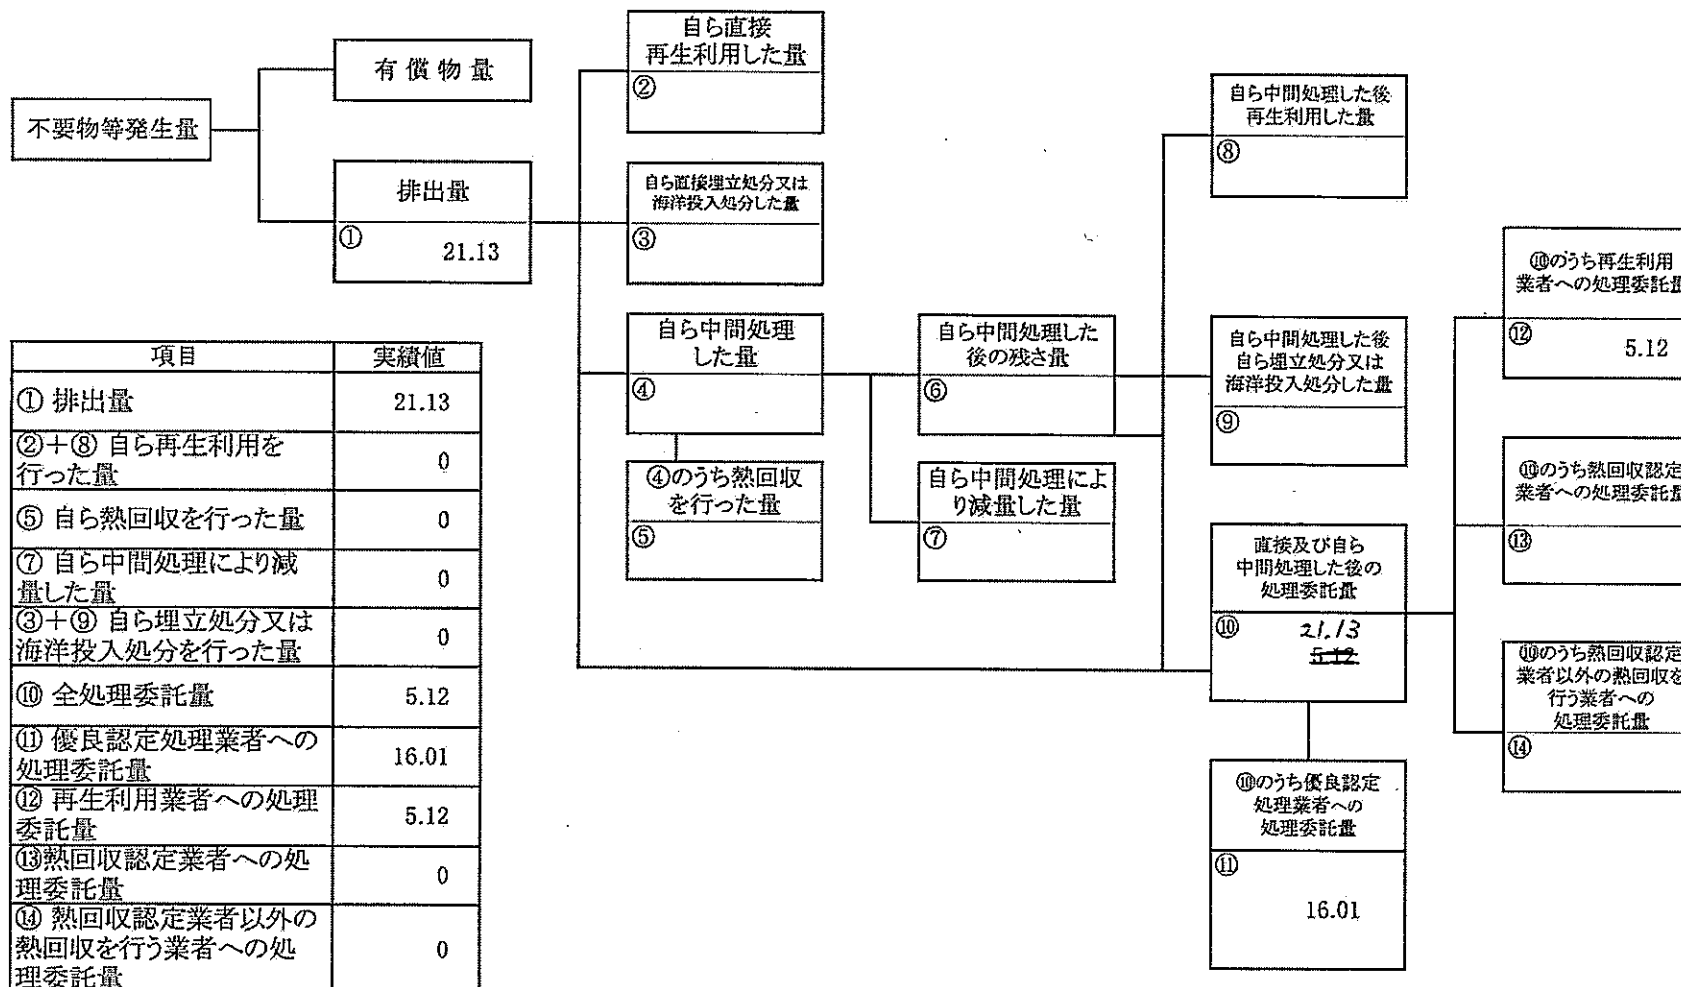 不要物等発生量
有償物量
排出量
①
21.13
自ら直接
再生利用した量
②
自ら直接埋立処分又は
海洋投入処分した量
③
自ら中間処理
した量
④
④のうち熱回収
を行った量
⑤
自ら中間処理した
後の残さ量
⑥
自ら中間処理によ
り減量した量
⑦
自ら中間処理した後
再生利用した量
⑧
自ら中間処理した後
自ら埋立処分又は
海洋投入処分した量
⑨
直接及び自ら
中間処理した後の
処理委託量
⑩
21.13
5.12
⑩のうち優良認定
処理業者への
処理委託量
⑪
16.01
⑩のうち再生利用
業者への処理委託量
⑫
5.12
⑩のうち熱回収認定
業者への処理委託量
⑬
⑩のうち熱回収認定
業者以外の熱回収を
行う業者への
処理委託量
⑭
項目 実績値
① 排出量 21.13
②+⑧ 自ら再生利用を
行った量 0
⑤ 自ら熱回収を行った量 0
⑦ 自ら中間処理により減
量した量 0
③+⑨ 自ら埋立処分又は
海洋投入処分を行った量 0
⑩ 全処理委託量 5.12
⑪ 優良認定処理業者への
処理委託量 16.01
⑫ 再生利用業者への処理
委託量 5.12
⑬熱回収認定業者への処
理委託量 0
⑭ 熱回収認定業者以外の
熱回収を行う業者への処
理委託量 0